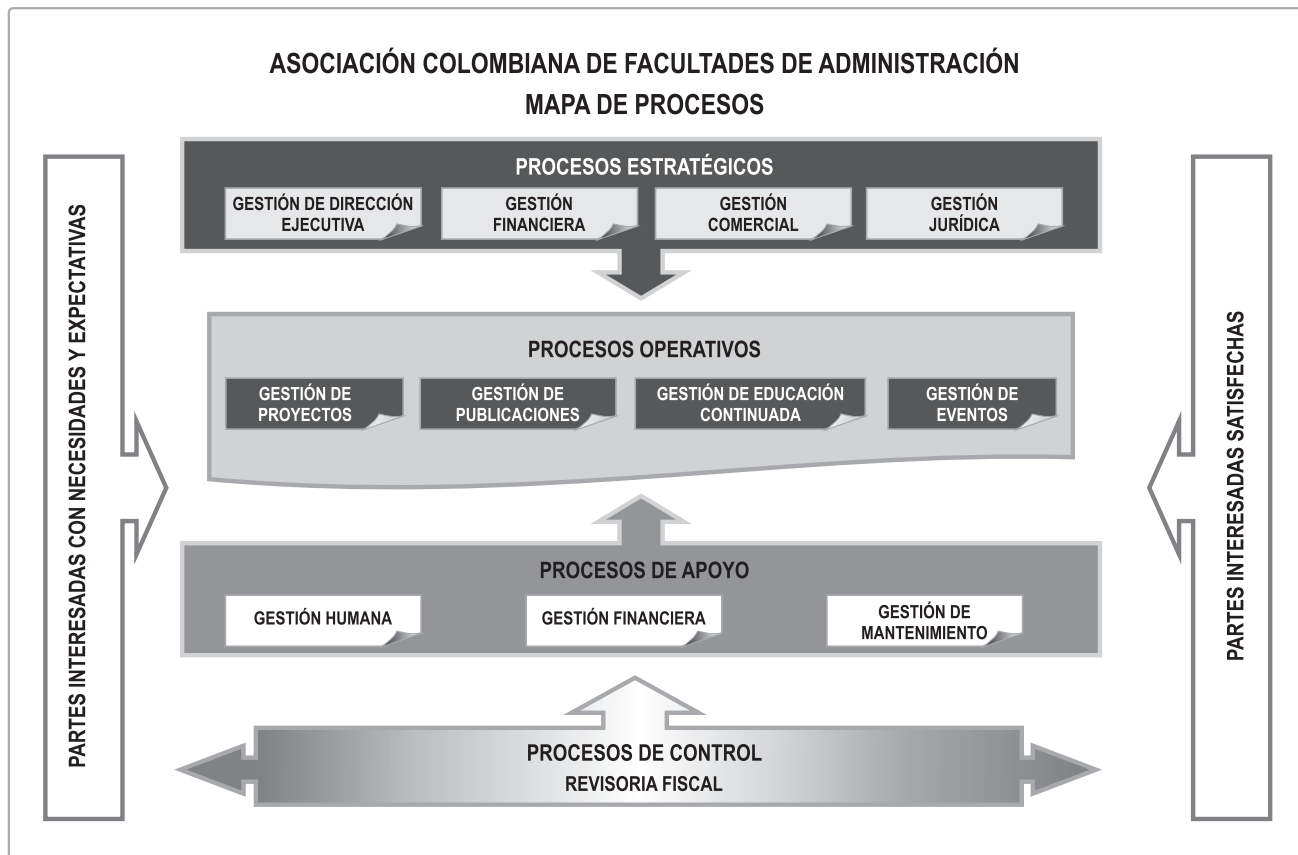 ASOCIACIÓN COLOMBIANA DE FACULTADES DE ADMINISTRACIÓN
MAPA DE PROCESOS
PARTES INTERESADAS CON NECESIDADES Y EXPECTATIVAS
PROCESOS ESTRATÉGICOS
GESTIÓN DE DIRECCIÓN
EJECUTIVA
GESTIÓN
FINANCIERA
GESTIÓN
COMERCIAL
GESTIÓN
JURÍDICA
PROCESOS OPERATIVOS
GESTIÓN DE
PROYECTOS
GESTIÓN DE
PUBLICACIONES
GESTIÓN DE EDUCACIÓN
CONTINUADA
GESTIÓN DE
EVENTOS
PROCESOS DE APOYO
GESTIÓN HUMANA
GESTIÓN FINANCIERA
GESTIÓN DE
MANTENIMIENTO
PROCESOS DE CONTROL
REVISORIA FISCAL
PARTES INTERESADAS SATISFECHAS